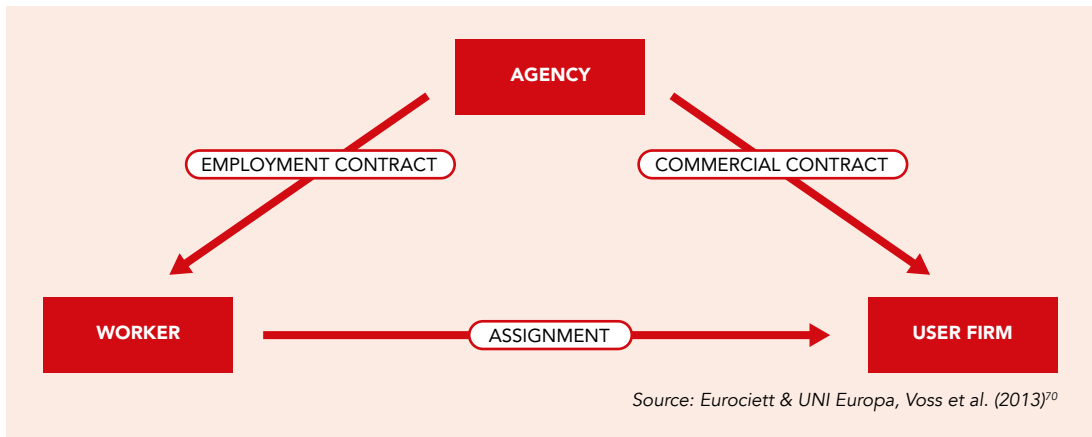 AGENCY
EMPLOYMENT CONTRACT
COMMERCIAL CONTRACT
WORKER
ASSIGNMENT
USER FIRM
Source: Eurociett & UNI Europa, Voss et al. (2013)70